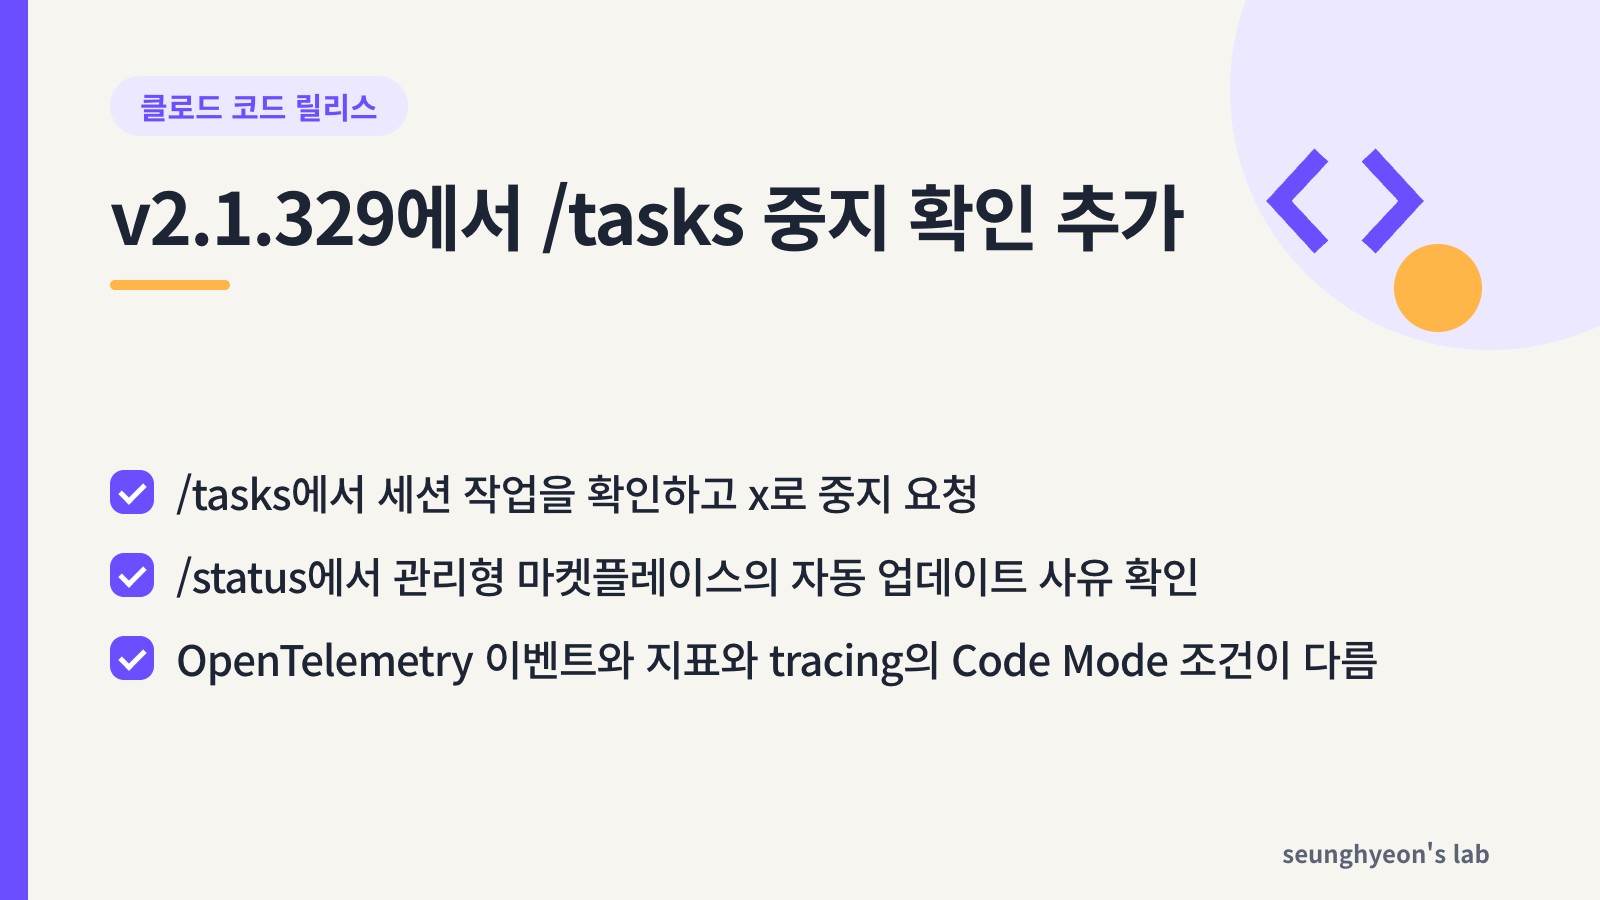 클로드 코드 릴리스
v2.1.329에서 /tasks 중지 확인 추가
/tasks에서 세션 작업을 확인하고 x로 중지 요청
/status에서 관리형 마켓플레이스의 자동 업데이트 사유 확인
OpenTelemetry 이벤트와 지표와 tracing의 Code Mode 조건이 다름
seunghyeon's lab